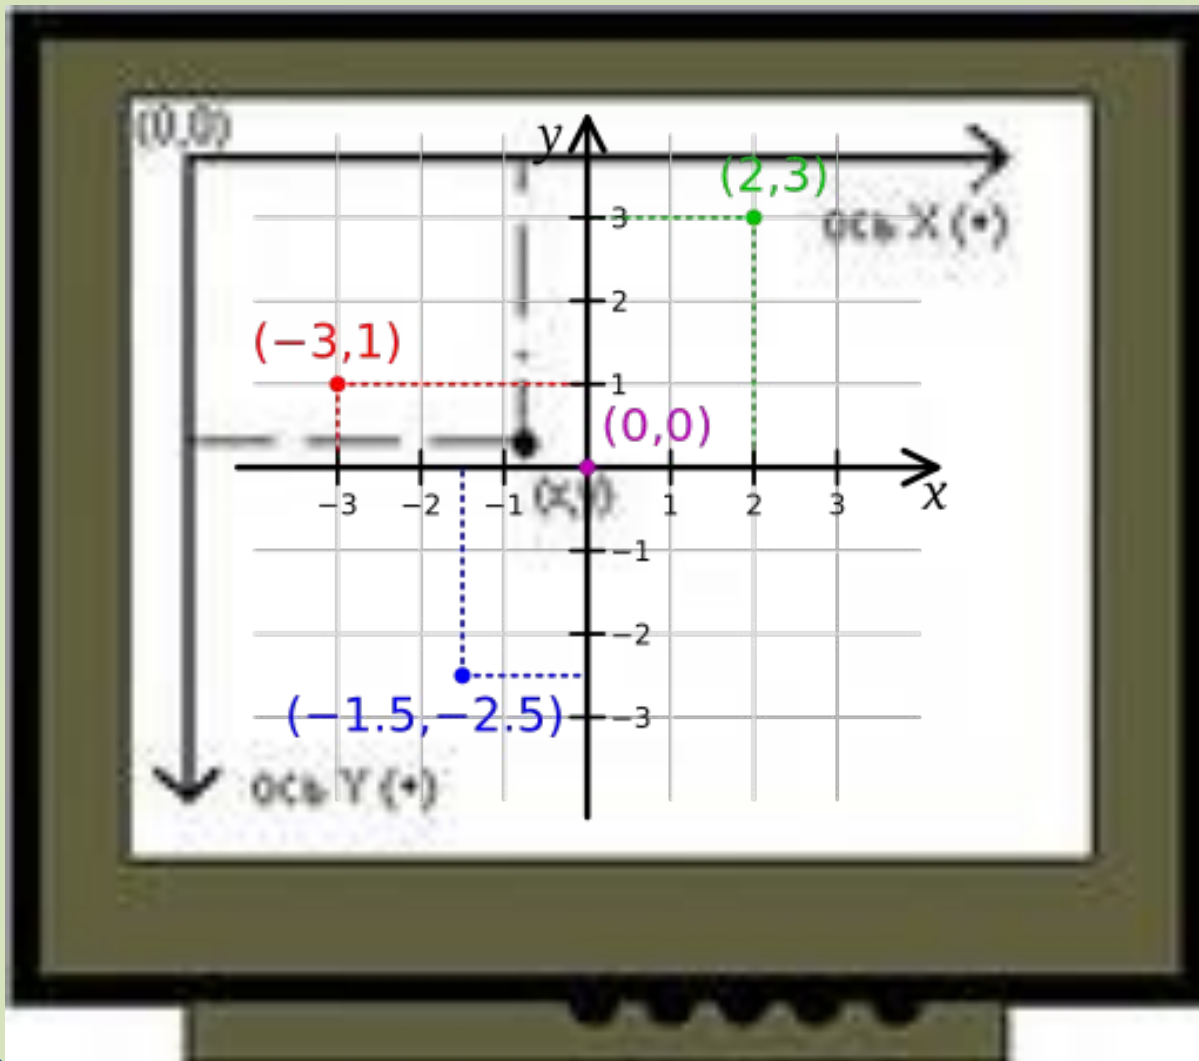 (0,0)
y
(2,3)
ось X (+)
3
2
(−3,1)
1
(0,0)
−3 −2 −1 (x,y) 1 2 3 x
−1
−2
(−1.5,−2.5) −3
ось Y (+)